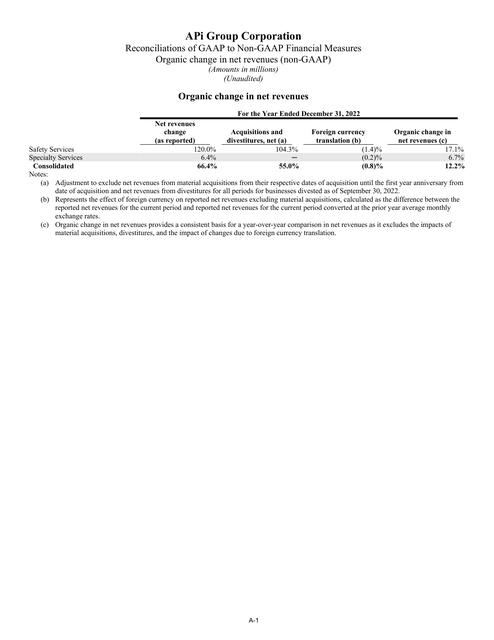 APi Group Corporation
Reconciliations of GAAP to Non-GAAP Financial Measures
Organic change in net revenues (non-GAAP)
(Amounts in millions)
(Unaudited)
Organic change in net revenues
For the Year Ended December 31, 2022
Net revenues change (as reported) Acquisitions and divestitures, net (a) Foreign currency translation (b) Organic change in net revenues (c)
Safety Services 120.0% 104.3% (1.4)% 17.1%
Specialty Services 6.4% — (0.2)% 6.7%
Consolidated 66.4% 55.0% (0.8)% 12.2%
Notes:
(a) Adjustment to exclude net revenues from material acquisitions from their respective dates of acquisition until the first year anniversary from
date of acquisition and net revenues from divestitures for all periods for businesses divested as of September 30, 2022.
(b) Represents the effect of foreign currency on reported net revenues excluding material acquisitions, calculated as the difference between the
reported net revenues for the current period and reported net revenues for the current period converted at the prior year average monthly
exchange rates.
(c) Organic change in net revenues provides a consistent basis for a year-over-year comparison in net revenues as it excludes the impacts of
material acquisitions, divestitures, and the impact of changes due to foreign currency translation.
A-1